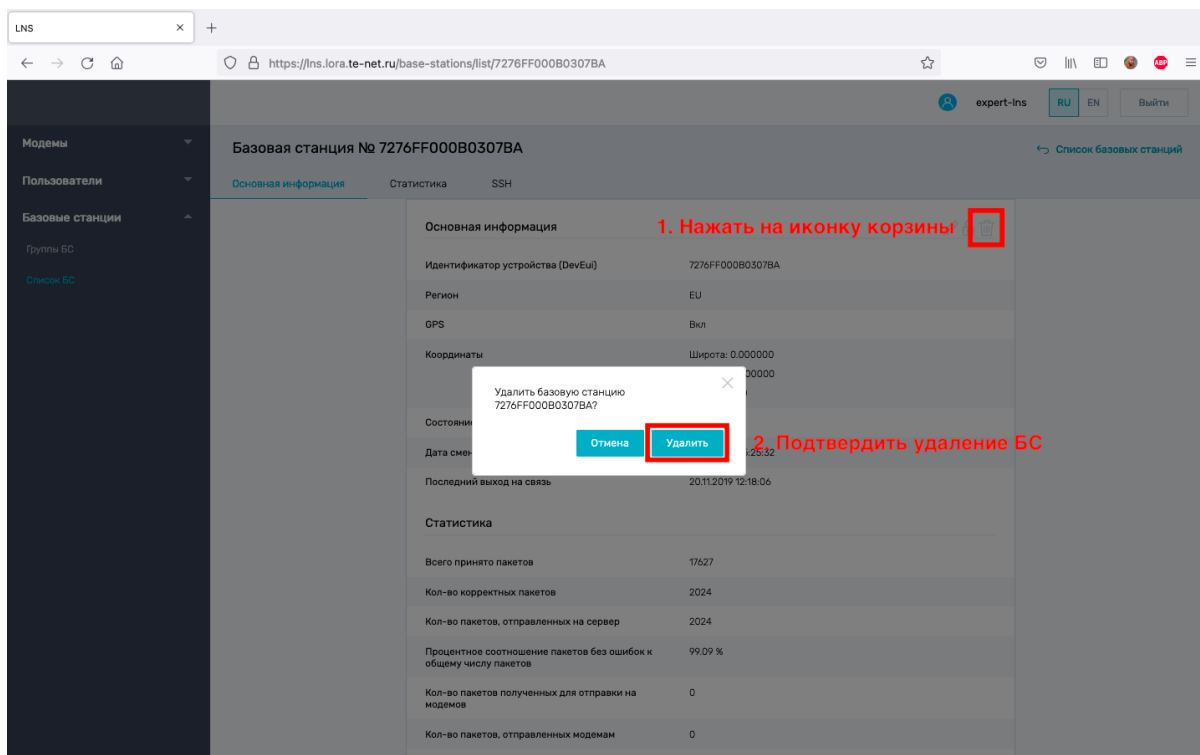 LNS
https://lns.lora.te-net.ru/base-stations/list/7276FF000B0307BA
ABP
expert-lns
RU
EN
Выйти
Модемы
Пользователи
Базовые станции
Группы БС
Список БС
Базовая станция № 7276FF000B0307BA
Список базовых станций
Основная информация
Статистика
SSH
Основная информация
1. Нажать на иконку корзины
Идентификатор устройства (DevEui) 7276FF000B0307BA
Регион EU
GPS Вкл
Координаты Широта: 0.000000
Удалить базовую станцию
7276FF000B0307BA?
Отмена
Удалить
2. Подтвердить удаление БС
Последний выход на связь 20.11.2019 12:18:06
Статистика
Всего принято пакетов 17627
Кол-во корректных пакетов 2024
Кол-во пакетов, отправленных на сервер 2024
Процентное соотношение пакетов без ошибок к 99.09 %
общему числу пакетов
Кол-во пакетов полученных для отправки на 0
модемов
Кол-во пакетов, отправленных модемам 0